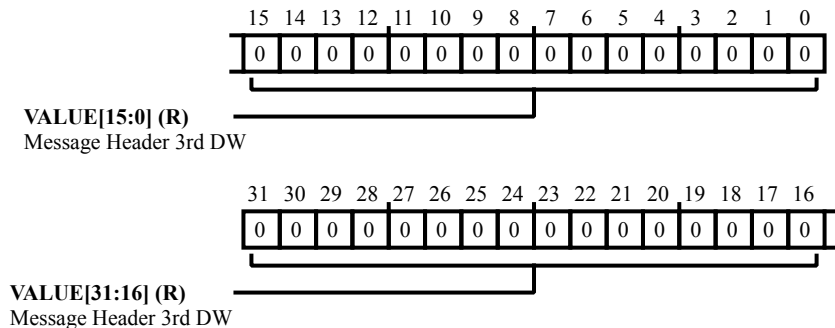 15 14 13 12 11 10 9 8 7 6 5 4 3 2 1 0
0 0 0 0 0 0 0 0 0 0 0 0 0 0 0 0
VALUE[15:0] (R)
Message Header 3rd DW
31 30 29 28 27 26 25 24 23 22 21 20 19 18 17 16
0 0 0 0 0 0 0 0 0 0 0 0 0 0 0 0
VALUE[31:16] (R)
Message Header 3rd DW